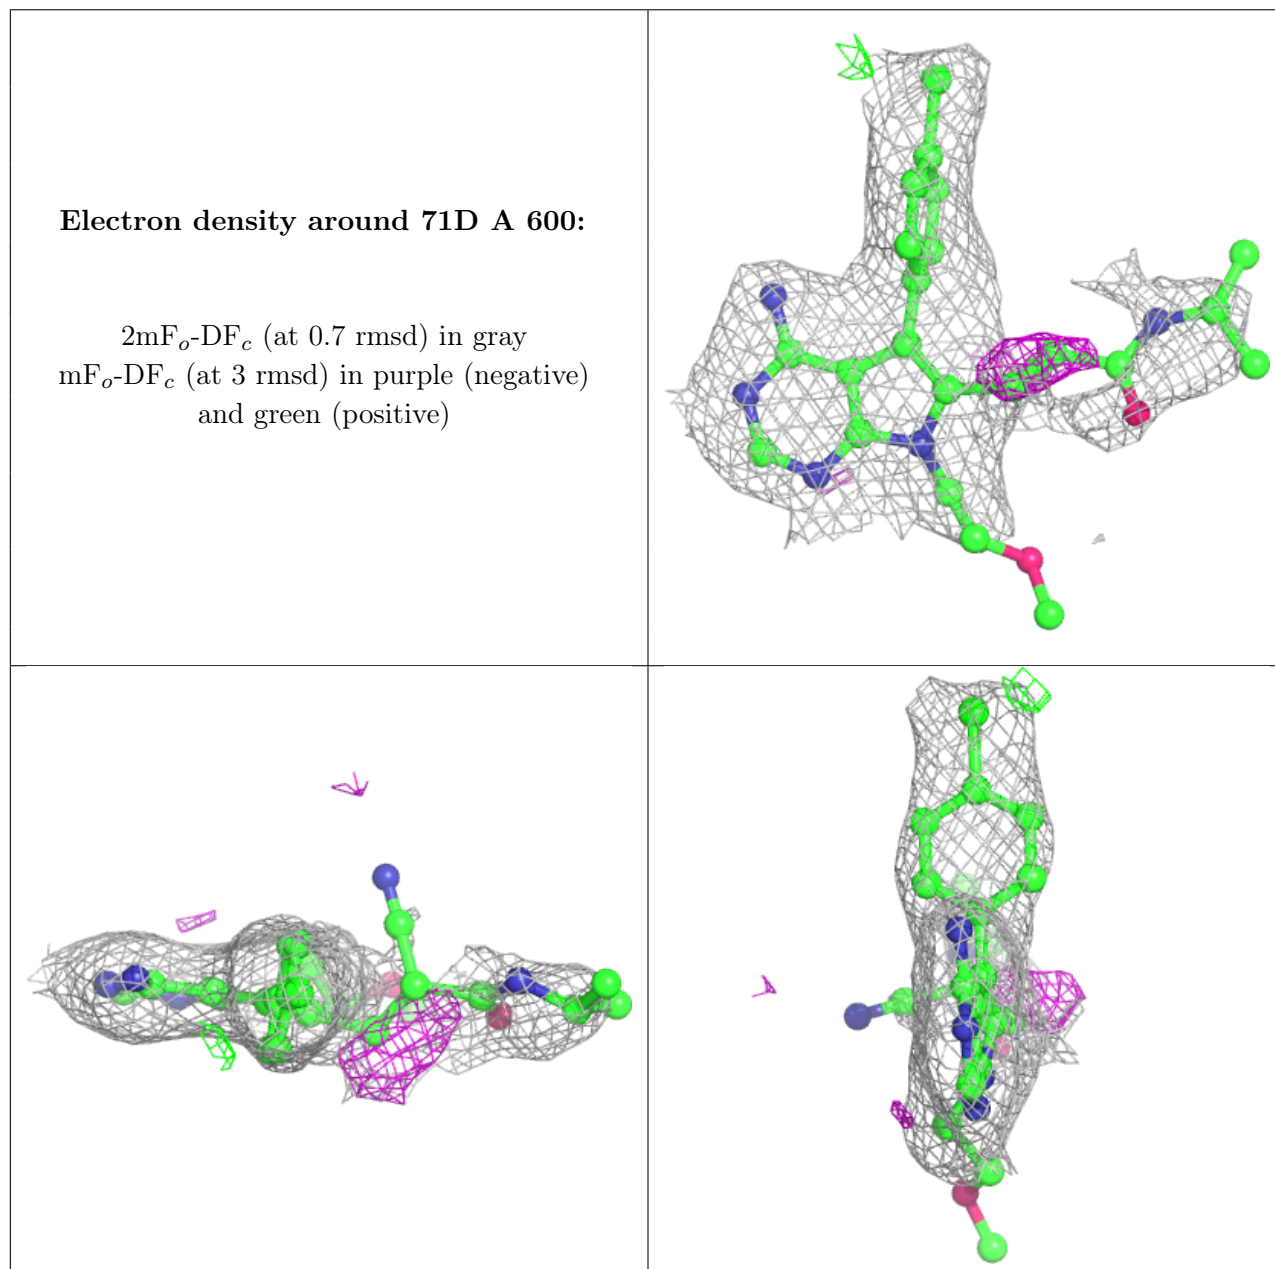 Electron density around 71D A 600:
2mFₒ-DF𝒸 (at 0.7 rmsd) in gray
mFₒ-DF𝒸 (at 3 rmsd) in purple (negative)
and green (positive)